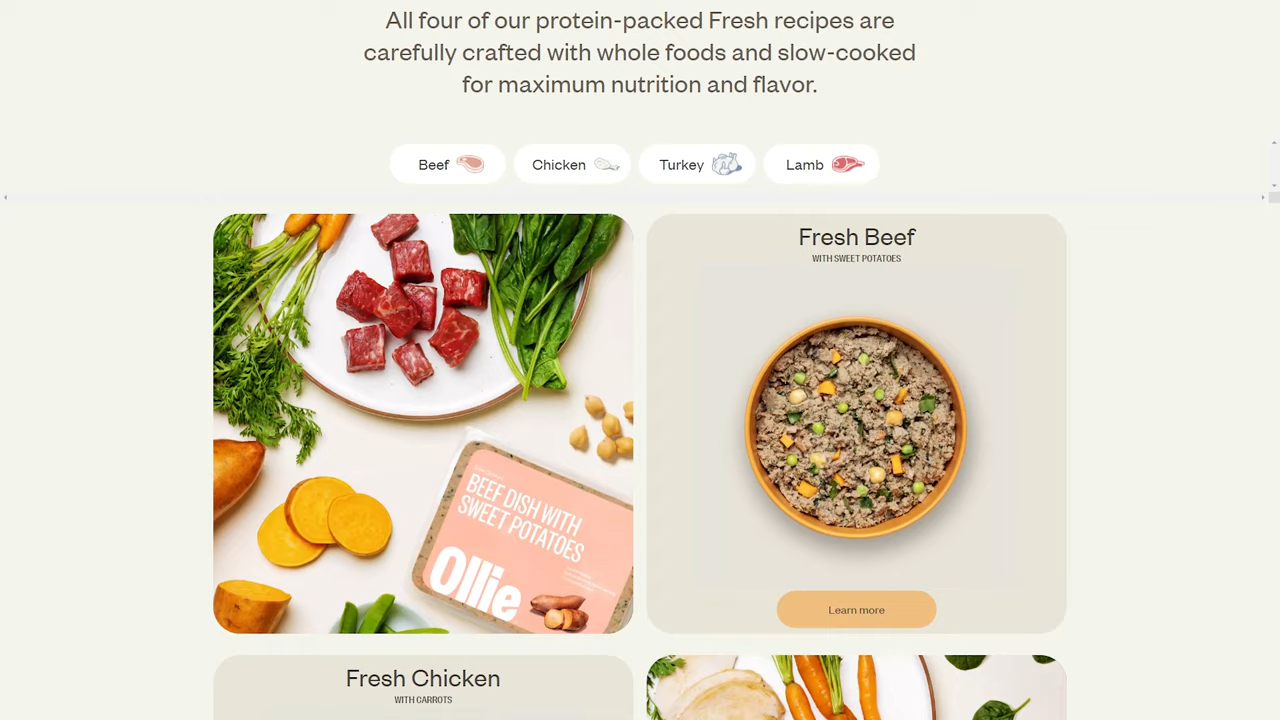 All four of our protein-packed Fresh recipes are
carefully crafted with whole foods and slow-cooked
for maximum nutrition and flavor.
Beef
Chicken
Turkey
Lamb
Fresh Beef
WITH SWEET POTATOES
BEEF DISH WITH
SWEET POTATOES
Ollie
Learn more
Fresh Chicken
WITH CARROTS